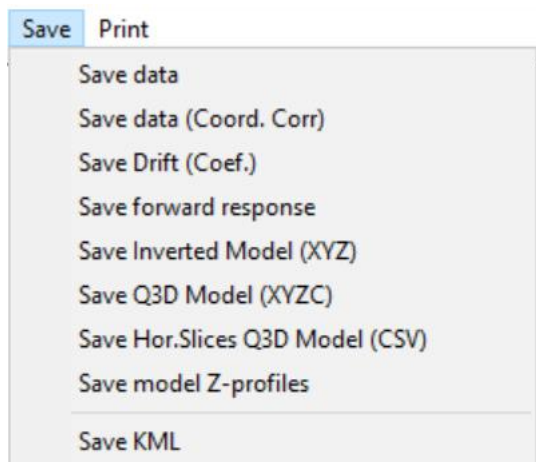 Save Print
Save data
Save data (Coord. Corr)
Save Drift (Coef.)
Save forward response
Save Inverted Model (XYZ)
Save Q3D Model (XYZC)
Save Hor.Slices Q3D Model (CSV)
Save model Z-profiles
Save KML